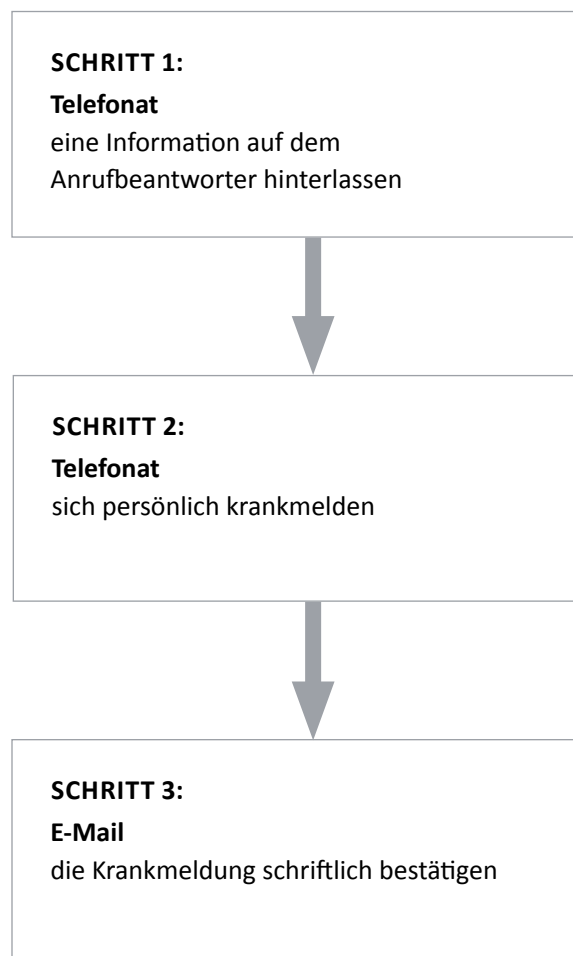 SCHRITT 1:
Telefonat
eine Information auf dem
Anrufbeantworter hinterlassen
SCHRITT 2:
Telefonat
sich persönlich krankmelden
SCHRITT 3:
E-Mail
die Krankmeldung schriftlich bestätigen